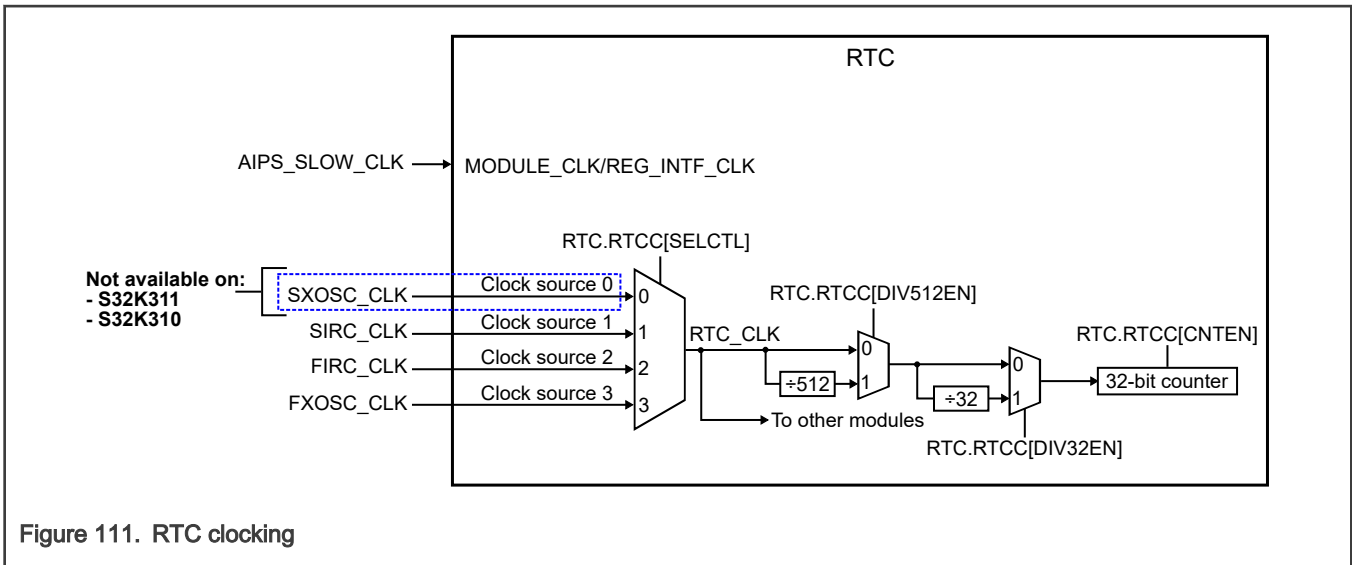 RTC
AIPS_SLOW_CLK
MODULE_CLK/REG_INTF_CLK
RTC.RTCC[SELCTL]
Not available on:
- S32K311
- S32K310
SXOSC_CLK
Clock source 0
0
SIRC_CLK
Clock source 1
1
FIRC_CLK
Clock source 2
2
FXOSC_CLK
Clock source 3
3
RTC_CLK
To other modules
RTC.RTCC[DIV512EN]
0
÷512
1
RTC.RTCC[CNTEN]
0
÷32
1
32-bit counter
RTC.RTCC[DIV32EN]
Figure 111. RTC clocking